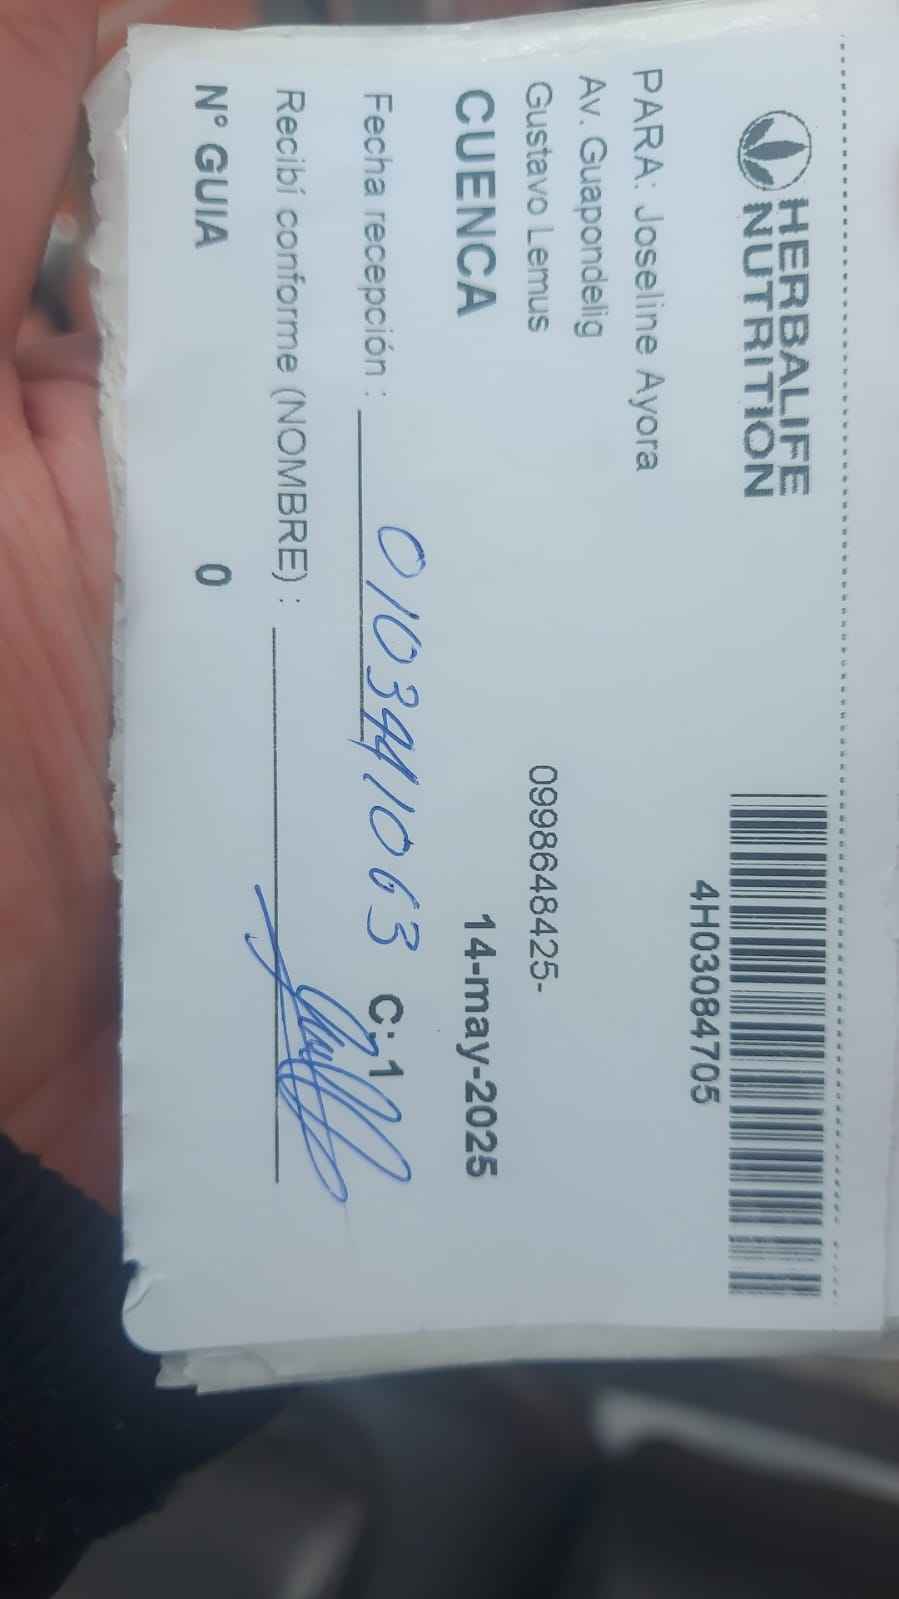 HERBALIFE
NUTRITION
4H03084705
PARA: Joseline Ayora
Av. Guapondelig
Gustavo Lemus
0998648425-
CUENCA
14-may-2025
Fecha recepción :
0103441063
C: 1
Recibí conforme (NOMBRE) :
N° GUIA
0